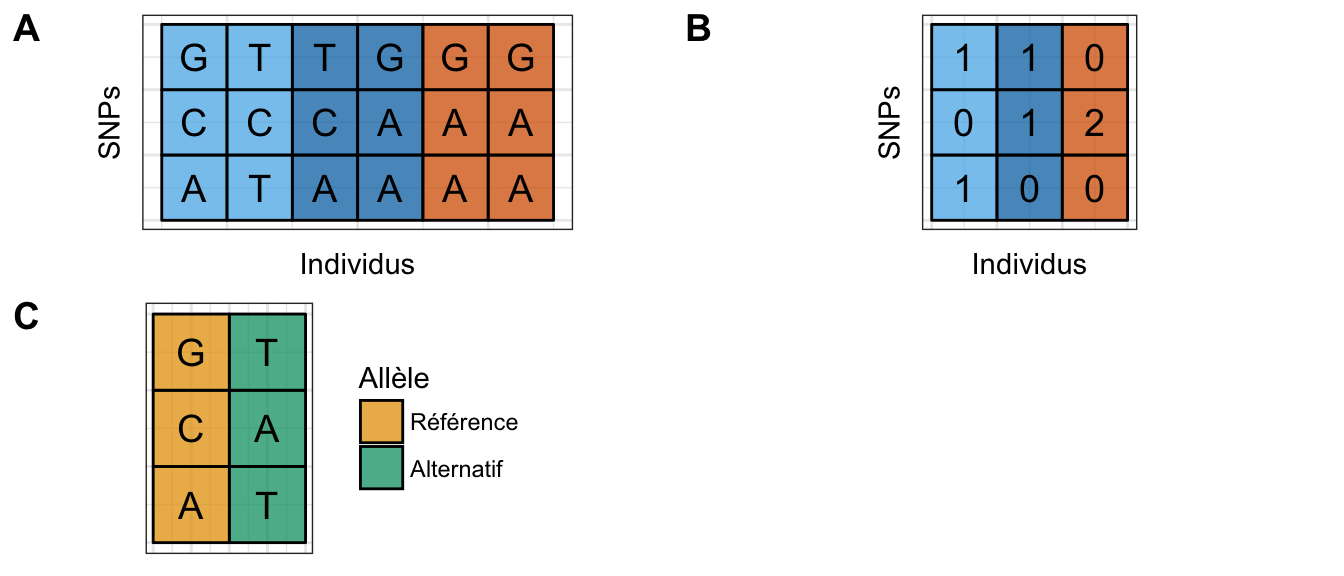 A
G T T G G G
C C C A A A
A T A A A A
SNPs
Individus
B
1 1 0
0 1 2
1 0 0
SNPs
Individus
C
G T
C A
A T
Allèle
Référence
Alternatif